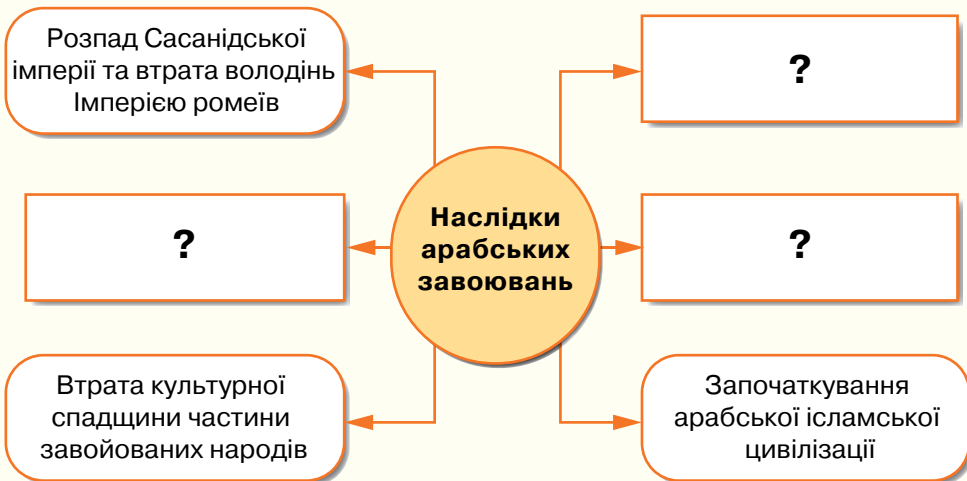 Розпад Сасанідської
імперії та втрата володінь
Імперією ромеїв
?
?
Наслідки
арабських
завоювань
?
Втрата культурної
спадщини частини
завойованих народів
Започаткування
арабської ісламської
цивілізації